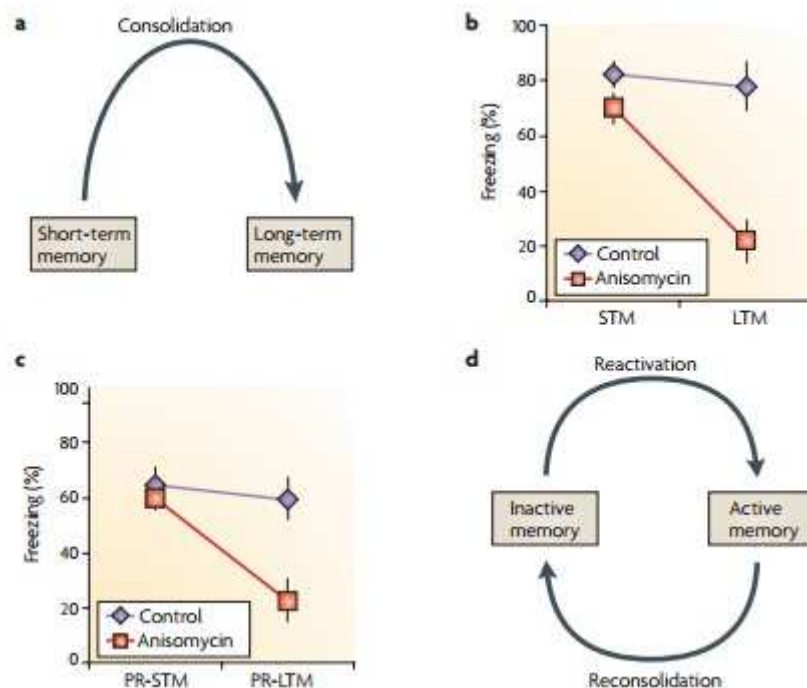 a
Consolidation
Short-term
memory
Long-term
memory
b
100
80
60
40
20
0
Freezing (%)
Control
Anisomycin
STM
LTM
c
100
80
60
40
20
0
Freezing (%)
Control
Anisomycin
PR-STM
PR-LTM
d
Reactivation
Inactive
memory
Active
memory
Reconsolidation